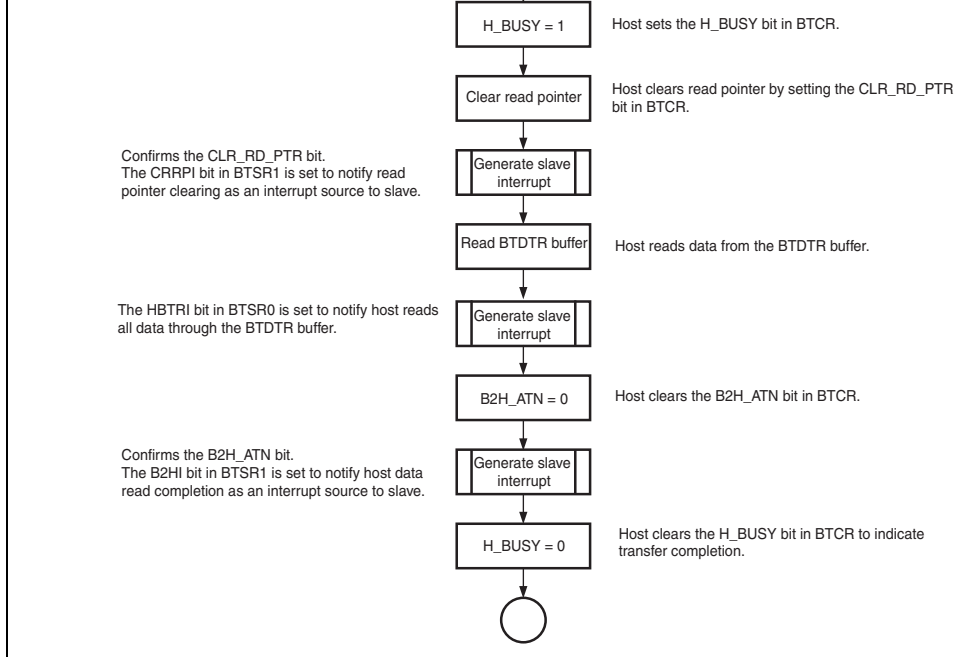 H_BUSY = 1
Host sets the H_BUSY bit in BTCR.
Clear read pointer
Host clears read pointer by setting the CLR_RD_PTR
bit in BTCR.
Confirms the CLR_RD_PTR bit.
The CRRPI bit in BTSR1 is set to notify read
pointer clearing as an interrupt source to slave.
Generate slave
interrupt
Read BTDTR buffer
Host reads data from the BTDTR buffer.
The HBTRI bit in BTSR0 is set to notify host reads
all data through the BTDTR buffer.
Generate slave
interrupt
B2H_ATN = 0
Host clears the B2H_ATN bit in BTCR.
Confirms the B2H_ATN bit.
The B2HI bit in BTSR1 is set to notify host data
read completion as an interrupt source to slave.
Generate slave
interrupt
H_BUSY = 0
Host clears the H_BUSY bit in BTCR to indicate
transfer completion.